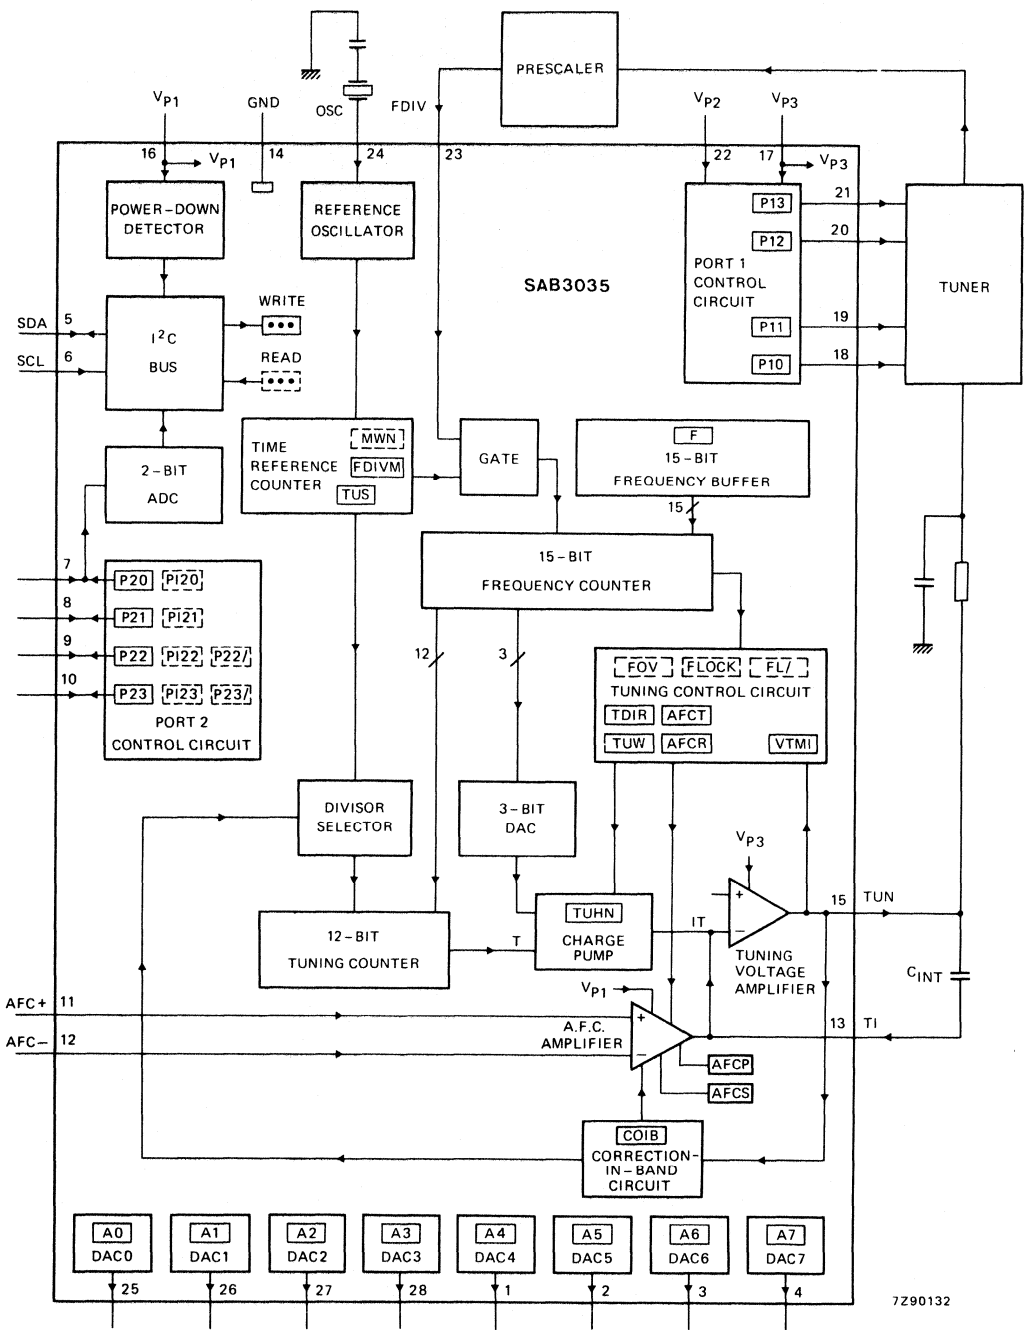 PRESCALER
OSC
FDIV
VP1
GND
VP2
VP3
16
VP1
14
24
23
22
17
VP3
POWER-DOWN
DETECTOR
REFERENCE
OSCILLATOR
P13
21
P12
20
PORT 1
CONTROL
CIRCUIT
P11
19
P10
18
TUNER
SAB3035
SDA
5
SCL
6
I2C
BUS
WRITE
READ
TIME
REFERENCE
COUNTER
MWN
FDIVM
TUS
GATE
F
15-BIT
FREQUENCY BUFFER
15
2-BIT
ADC
15-BIT
FREQUENCY COUNTER
7
P20 PI20
8
P21 PI21
9
P22 PI22 P22/
10
P23 PI23 P23/
PORT 2
CONTROL CIRCUIT
12
3
FOV FLOCK FL/
TUNING CONTROL CIRCUIT
TDIR AFCT
TUW AFCR VTMI
DIVISOR
SELECTOR
3-BIT
DAC
VP3
12-BIT
TUNING COUNTER
T
TUHN
CHARGE
PUMP
IT
+
−
TUNING
VOLTAGE
AMPLIFIER
15 TUN
CINT
VP1
AFC+
11
AFC−
12
A.F.C.
AMPLIFIER
+
−
13 TI
AFCP
AFCS
COIB
CORRECTION-
IN-BAND
CIRCUIT
A0
DAC0
A1
DAC1
A2
DAC2
A3
DAC3
A4
DAC4
A5
DAC5
A6
DAC6
A7
DAC7
25
26
27
28
1
2
3
4
7Z90132